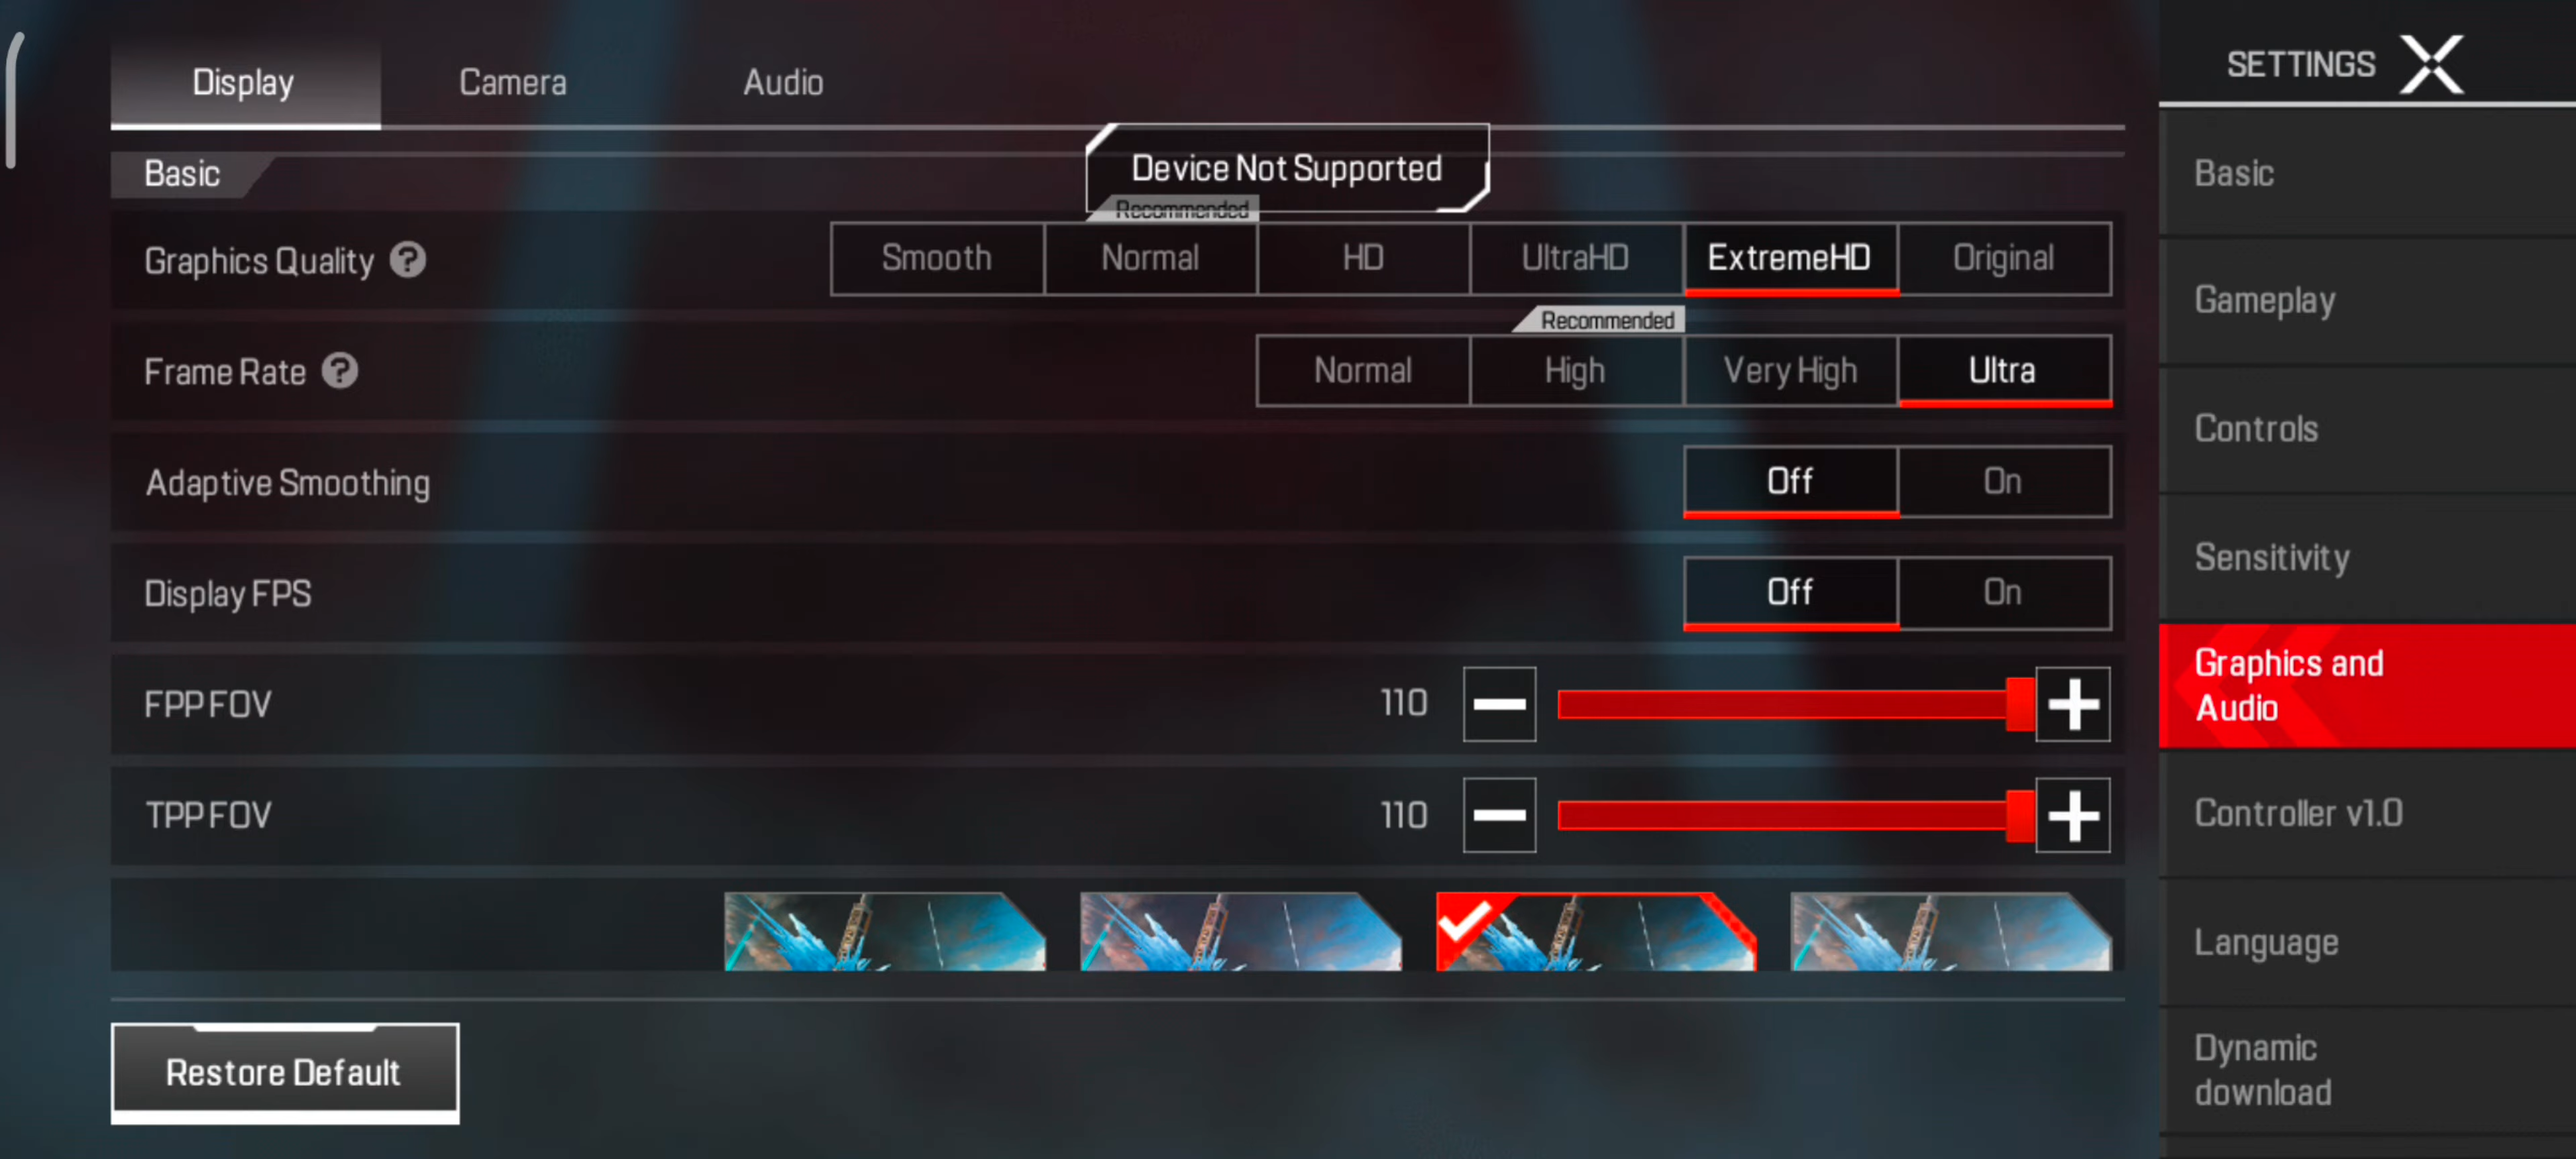 Display
Camera
Audio
SETTINGS
Basic
Device Not Supported
Recommended
Graphics Quality ?
Smooth
Normal
HD
UltraHD
ExtremeHD
Original
Recommended
Frame Rate ?
Normal
High
Very High
Ultra
Adaptive Smoothing
Off
On
Display FPS
Off
On
FPP FOV
110
TPP FOV
110
Restore Default
Basic
Gameplay
Controls
Sensitivity
Graphics and
Audio
Controller v1.0
Language
Dynamic
download